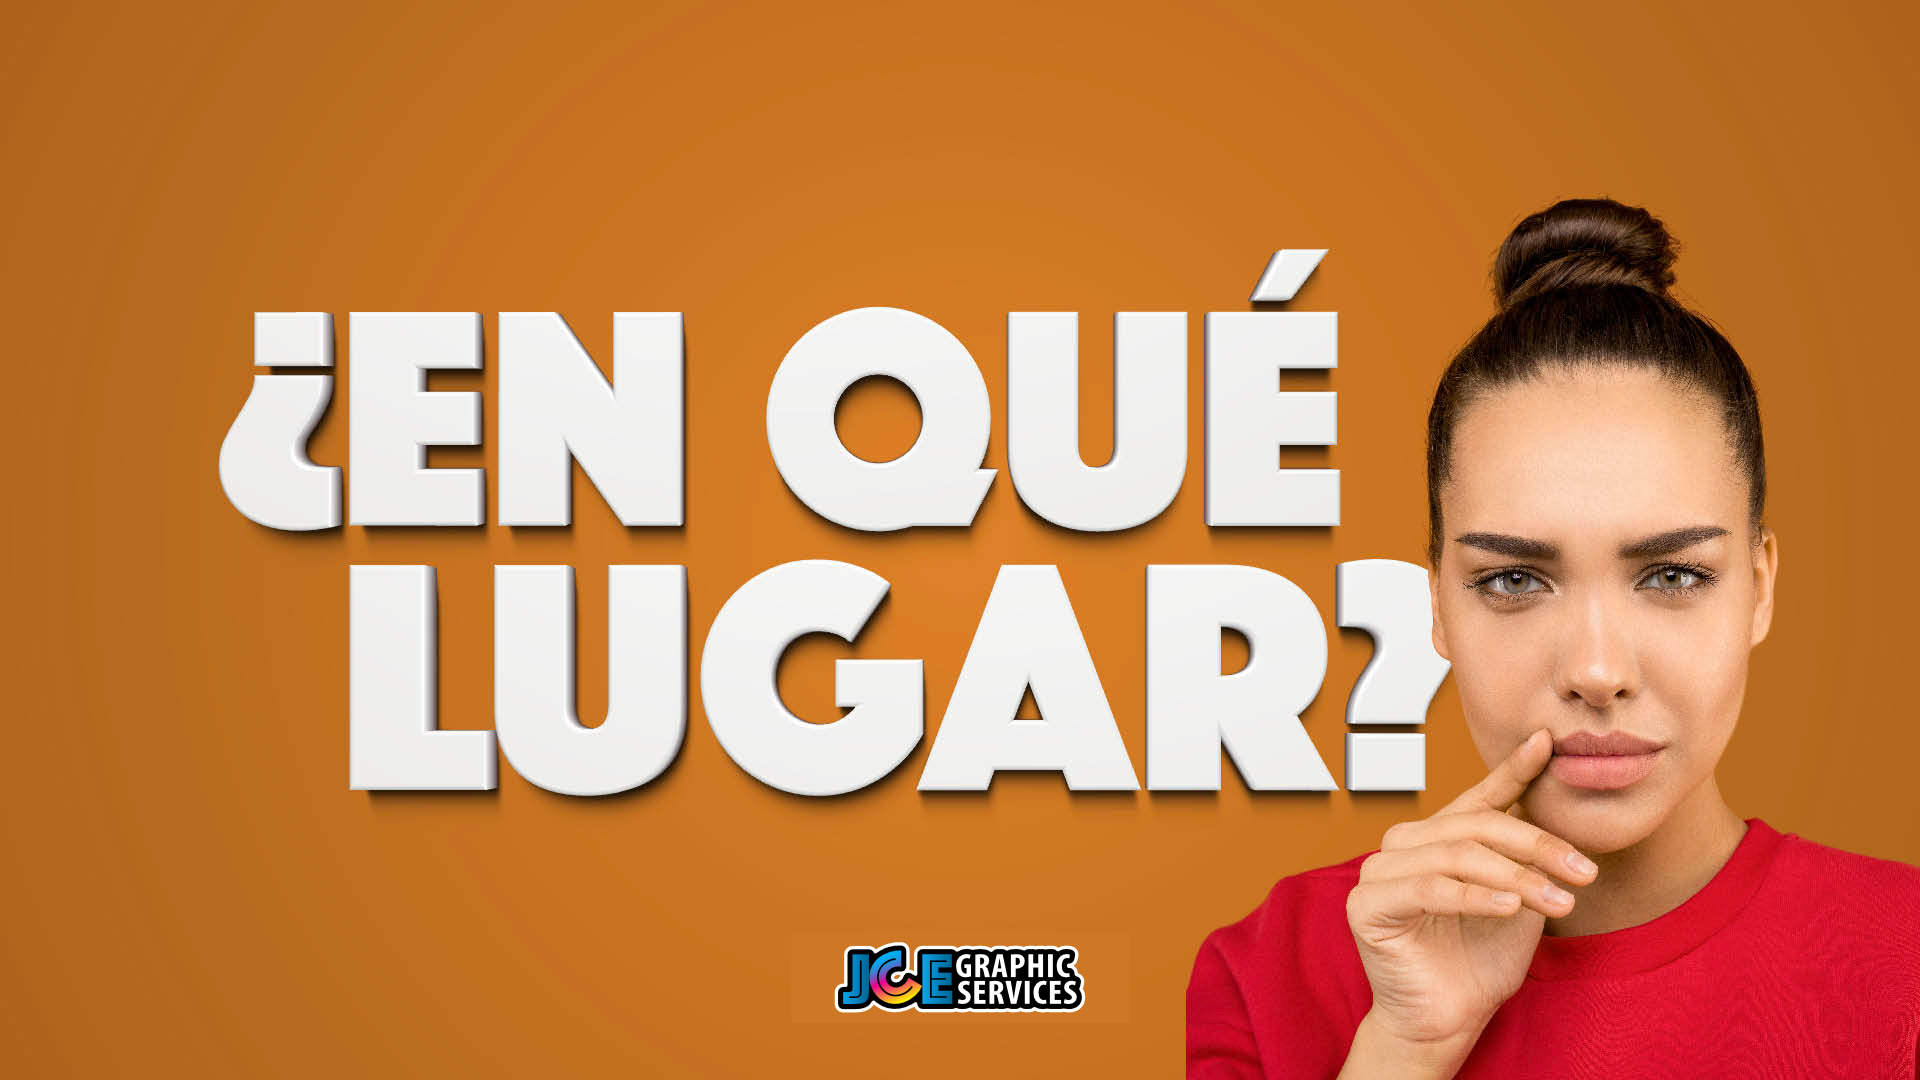 ¿EN QUÉ
LUGAR?
JCE GRAPHIC
SERVICES